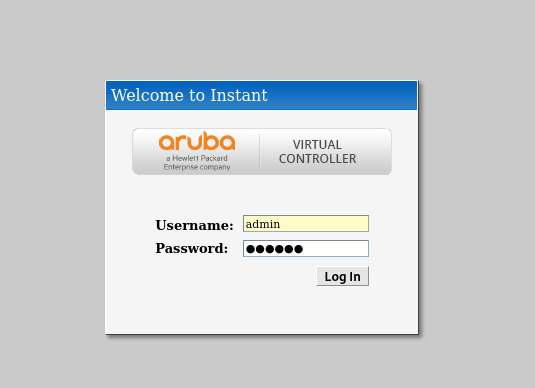 Welcome to Instant
aruba
a Hewlett Packard
Enterprise company
VIRTUAL
CONTROLLER
Username: admin
Password: ●●●●●●
Log In